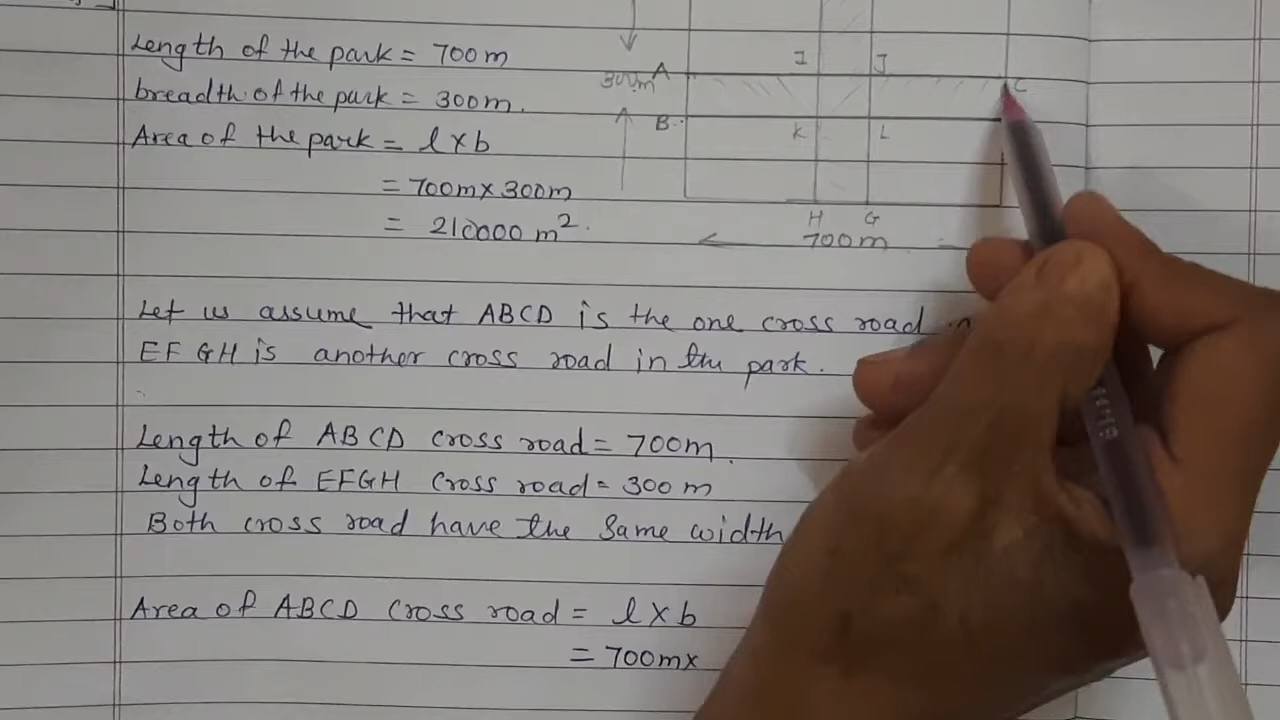 Length of the park = 700m
breadth of the park = 300m.
Area of the park = l x b
= 700m x 300m
= 210000 m².
I J
300m A C
B K L
H G
700m
Let us assume that ABCD is the one cross road in
EFGH is another cross road in the park.
Length of ABCD cross road = 700m.
Length of EFGH cross road = 300 m
Both cross road have the same width
Area of ABCD cross road = l x b
= 700mx